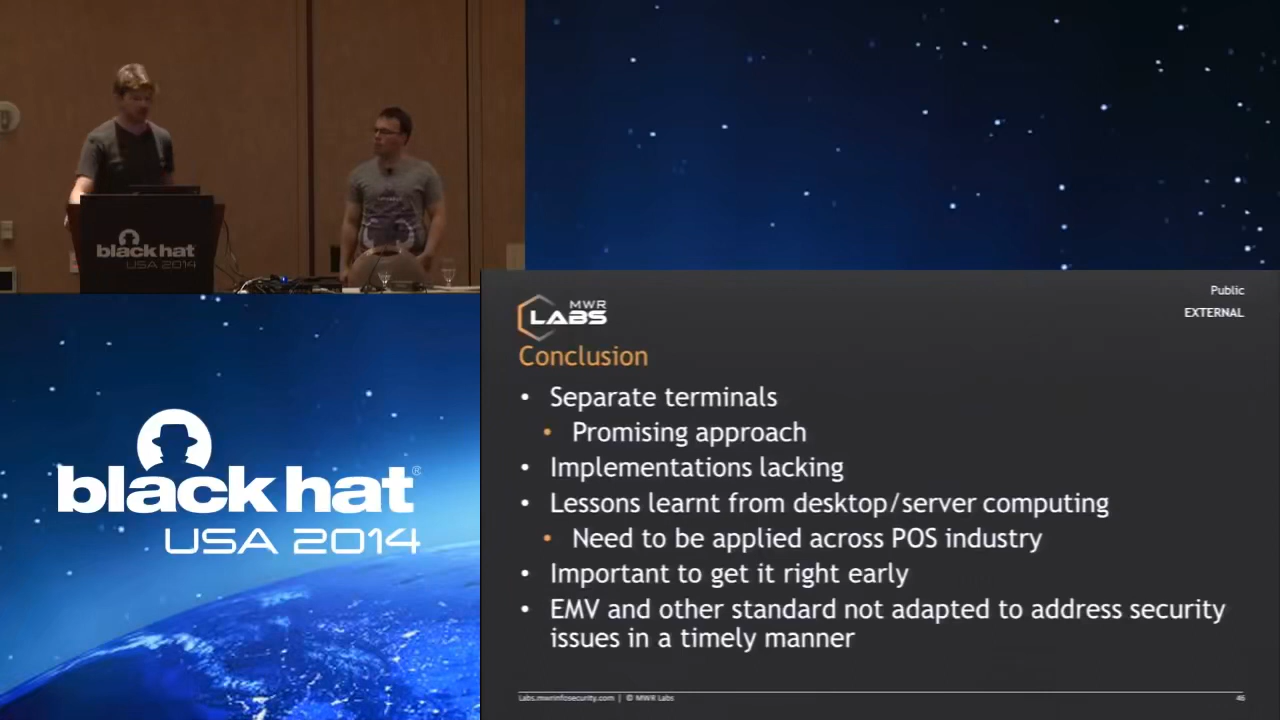 black hat
USA 2014
black hat®
USA 2014
MWR
LABS
Public
EXTERNAL
Conclusion
• Separate terminals
• Promising approach
• Implementations lacking
• Lessons learnt from desktop/server computing
• Need to be applied across POS industry
• Important to get it right early
• EMV and other standard not adapted to address security
issues in a timely manner
Labs.mwrinfosecurity.com | © MWR Labs
46